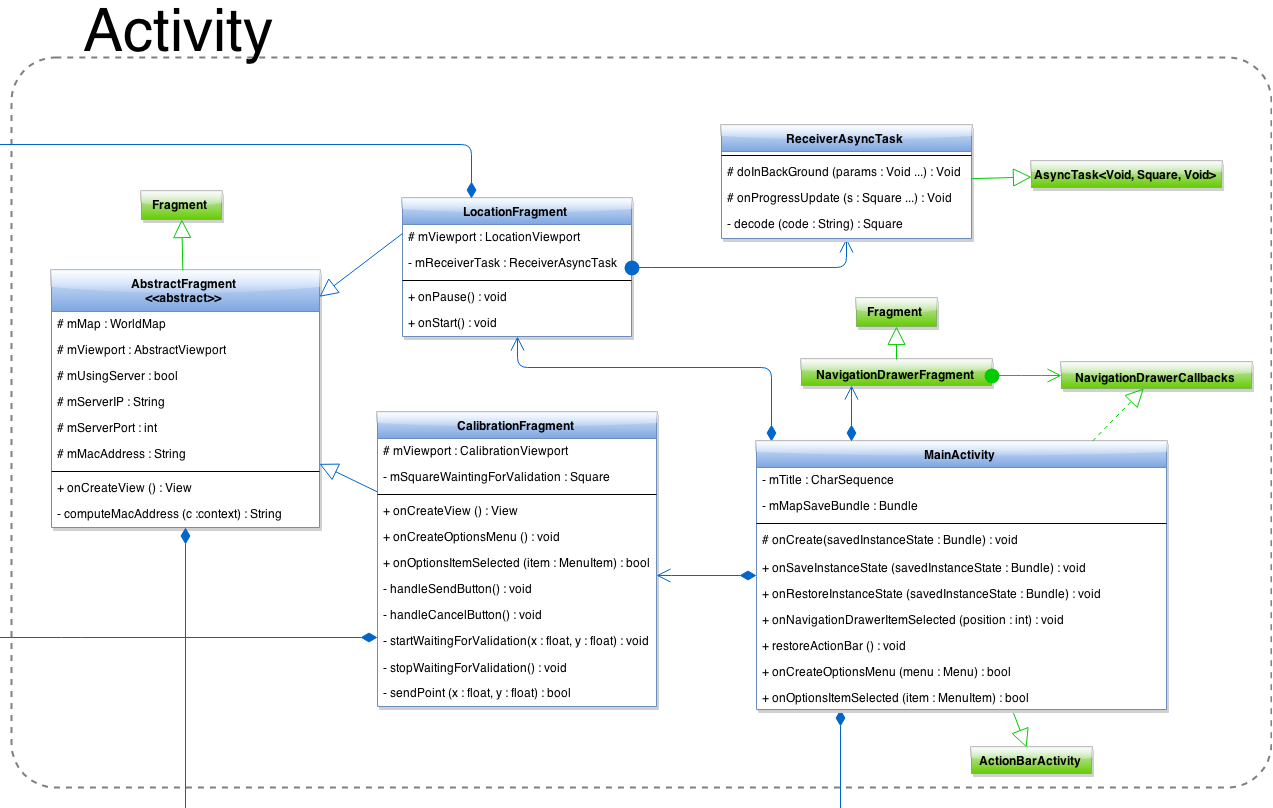 Activity
ReceiverAsyncTask
# doInBackGround (params : Void ...) : Void
# onProgressUpdate (s : Square ...) : Void
- decode (code : String) : Square
AsyncTask<Void, Square, Void>
Fragment
LocationFragment
# mViewport : LocationViewport
- mReceiverTask : ReceiverAsyncTask
+ onPause() : void
+ onStart() : void
AbstractFragment
<<abstract>>
# mMap : WorldMap
# mViewport : AbstractViewport
# mUsingServer : bool
# mServerIP : String
# mServerPort : int
# mMacAddress : String
+ onCreateView () : View
- computeMacAddress (c :context) : String
Fragment
NavigationDrawerFragment
NavigationDrawerCallbacks
CalibrationFragment
# mViewport : CalibrationViewport
- mSquareWaintingForValidation : Square
+ onCreateView () : View
+ onCreateOptionsMenu () : void
+ onOptionsItemSelected (item : MenuItem) : bool
- handleSendButton() : void
- handleCancelButton() : void
- startWaitingForValidation(x : float, y : float) : void
- stopWaitingForValidation() : void
- sendPoint (x : float, y : float) : bool
MainActivity
- mTitle : CharSequence
- mMapSaveBundle : Bundle
# onCreate(savedInstanceState : Bundle) : void
+ onSaveInstanceState (savedInstanceState : Bundle) : void
+ onRestoreInstanceState (savedInstanceState : Bundle) : void
+ onNavigationDrawerItemSelected (position : int) : void
+ restoreActionBar () : void
+ onCreateOptionsMenu (menu : Menu) : bool
+ onOptionsItemSelected (item : MenuItem) : bool
ActionBarActivity